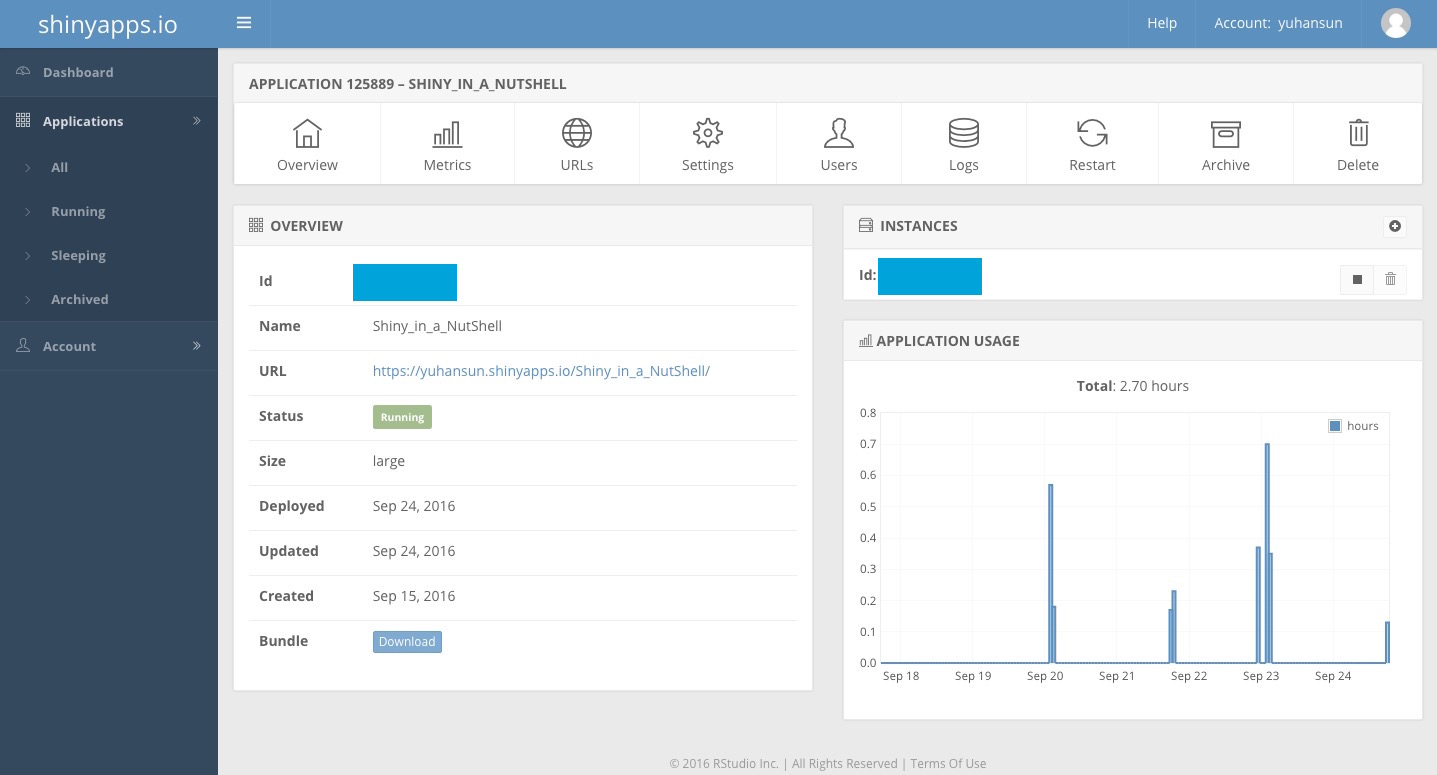 shinyapps.io
Help
Account: yuhansun
Dashboard
Applications
All
Running
Sleeping
Archived
Account
APPLICATION 125889 – SHINY_IN_A_NUTSHELL
Overview
Metrics
URLs
Settings
Users
Logs
Restart
Archive
Delete
OVERVIEW
Id
Name Shiny_in_a_NutShell
URL https://yuhansun.shinyapps.io/Shiny_in_a_NutShell/
Status Running
Size large
Deployed Sep 24, 2016
Updated Sep 24, 2016
Created Sep 15, 2016
Bundle Download
INSTANCES
Id:
APPLICATION USAGE
Total: 2.70 hours
hours
0.8
0.7
0.6
0.5
0.4
0.3
0.2
0.1
0.0
Sep 18 Sep 19 Sep 20 Sep 21 Sep 22 Sep 23 Sep 24
© 2016 RStudio Inc. | All Rights Reserved | Terms Of Use